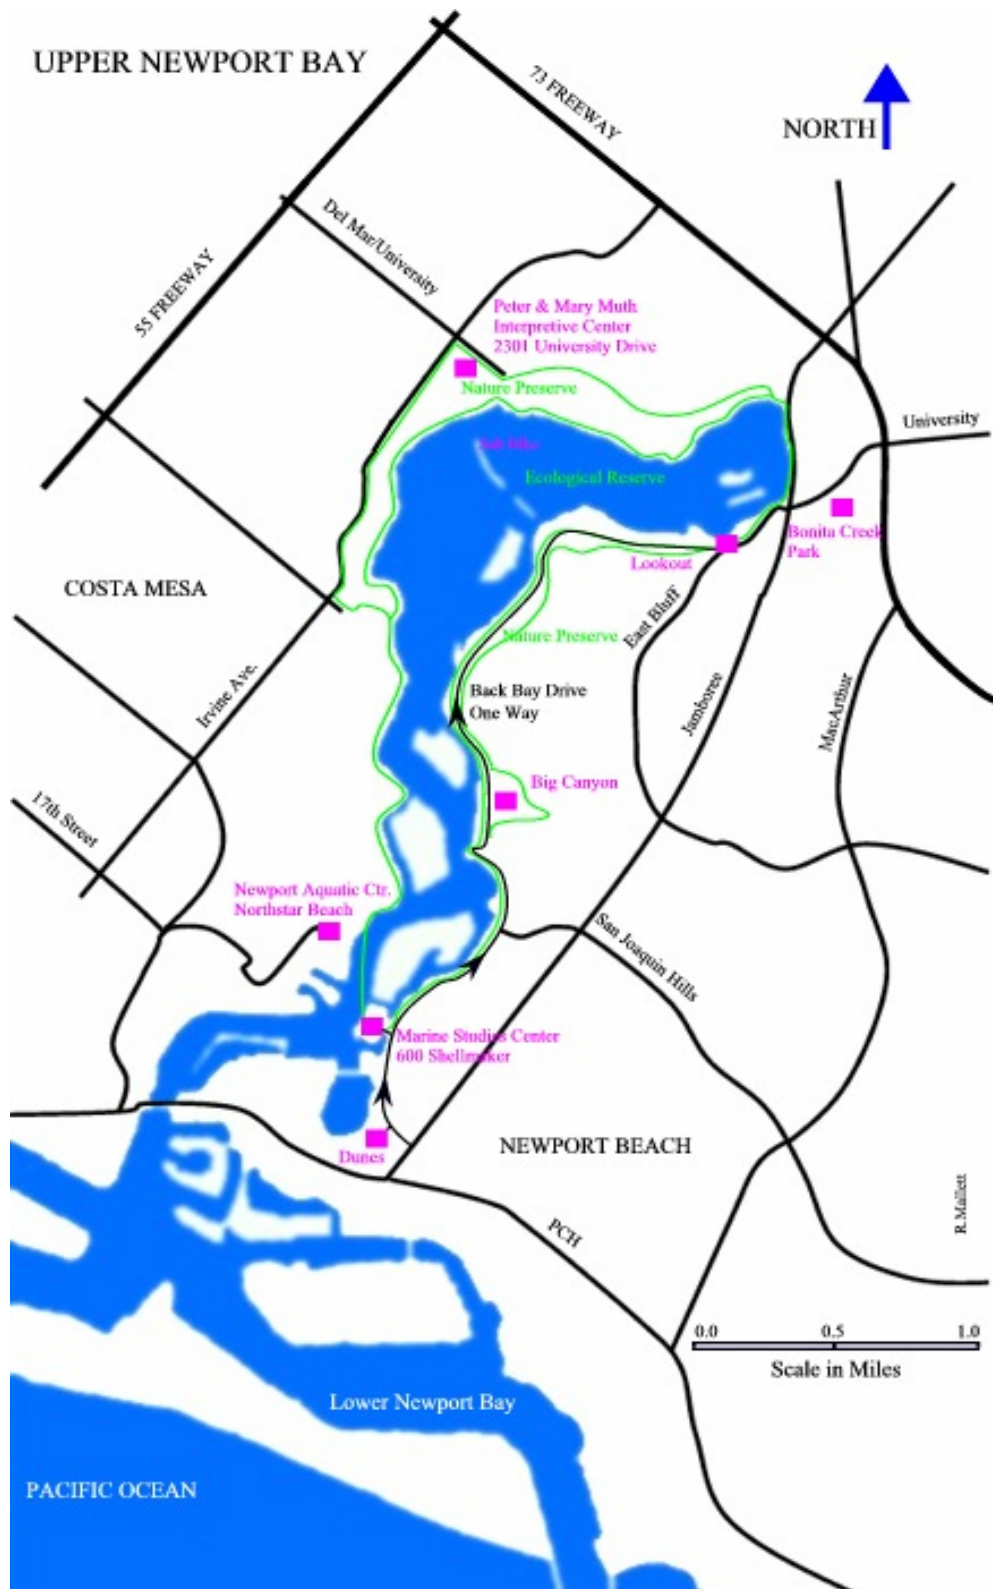 UPPER NEWPORT BAY
73 FREEWAY
NORTH
Del Mar/University
55 FREEWAY
Peter & Mary Muth
Interpretive Center
2301 University Drive
Nature Preserve
University
Ecological Reserve
Bonita Creek
Park
Lookout
COSTA MESA
East Bluff
Nature Preserve
Irvine Ave.
Back Bay Drive
One Way
Jamboree
MacArthur
Big Canyon
17th Street
Newport Aquatic Ctr.
Northstar Beach
San Joaquin Hills
Marine Studies Center
600 Shellmaker
NEWPORT BEACH
Dunes
R.Mallett
PCH
0.0 0.5 1.0
Scale in Miles
Lower Newport Bay
PACIFIC OCEAN